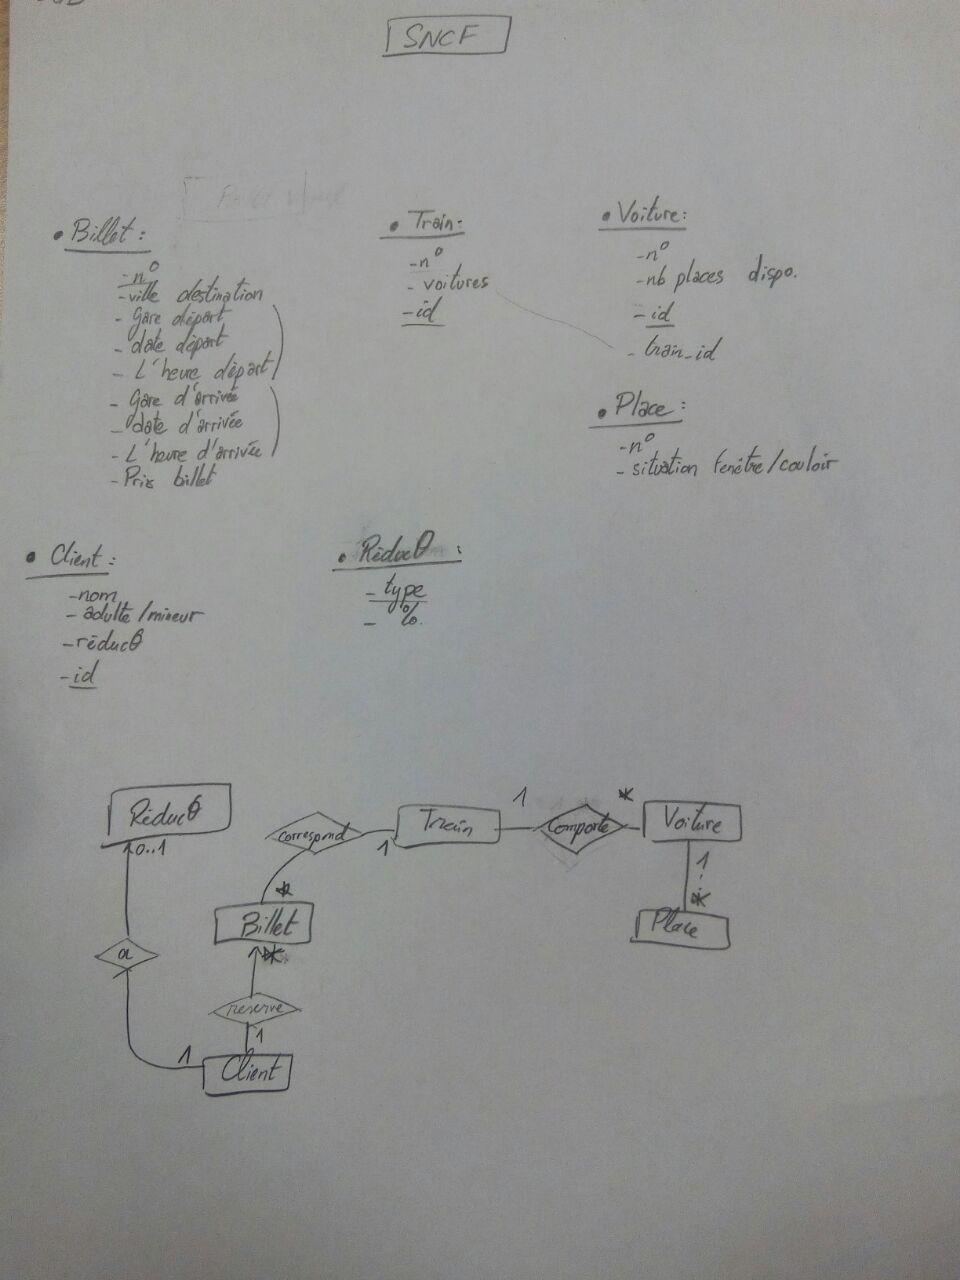 SNCF
• Billet :
- n°
- ville destination
- Gare départ
- date départ
- L'heure départ
- Gare d'arrivée
- date d'arrivée
- L'heure d'arrivée
- Prix billet
• Train :
- n°
- voitures
- id
• Voiture :
- n°
- nb places dispo.
- id
- train_id
• Place :
- n°
- situation fenêtre/couloir
• Client :
- nom
- adulte/mineur
- réducθ
- id
• Réducθ :
- type
- %
Réducθ
0..1
correspond
1
Train
1
*
Comporte
Voiture
1
*
*
Billet
Place
a
*
reserve
1
1
Client